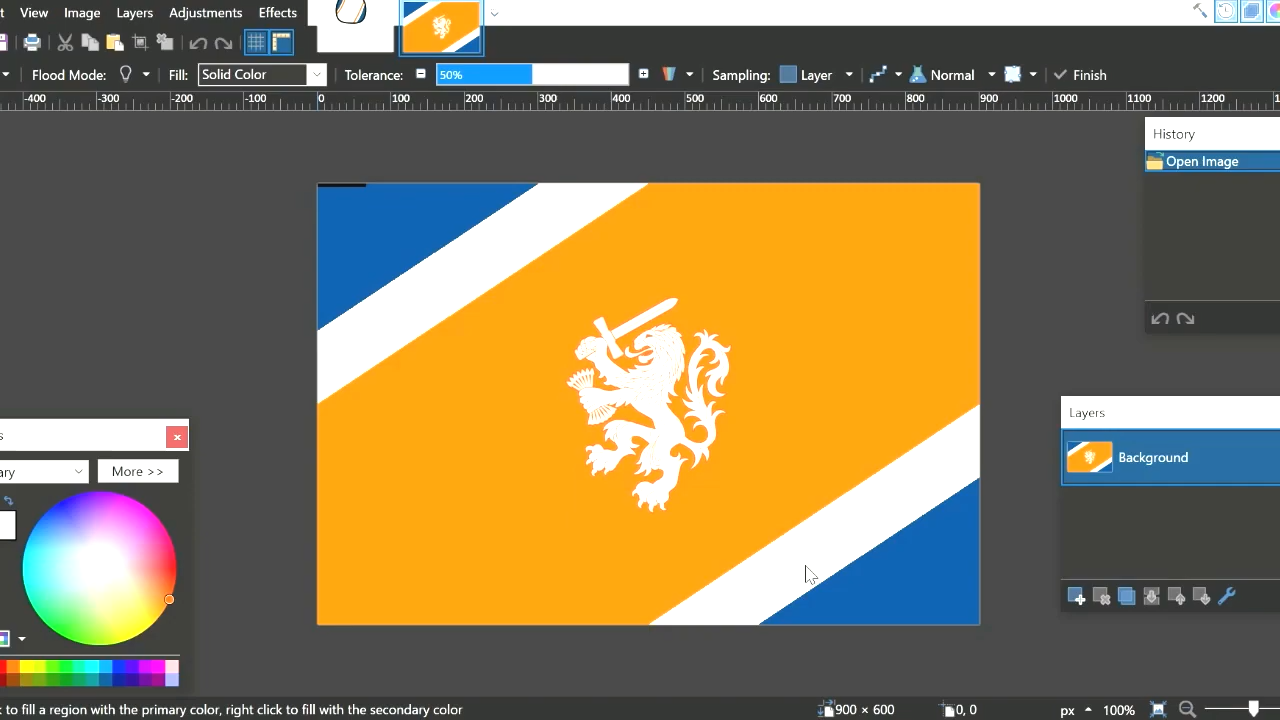 View Image Layers Adjustments Effects
Flood Mode: Fill: Solid Color Tolerance: 50% Sampling: Layer Normal Finish
-400 -300 -200 -100 0 100 200 300 400 500 600 700 800 900 1000 1100 1200
History
Open Image
Layers
Background
More >>
to fill a region with the primary color, right click to fill with the secondary color
900 × 600
0, 0
px
100%